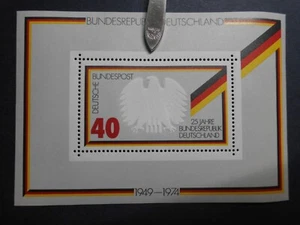 BUNDESREPUBLIK
DEUTSCHLAND
DEUTSCHE
BUNDESPOST
40
25 JAHRE
BUNDESREPUBLIK
DEUTSCHLAND
1949-1974